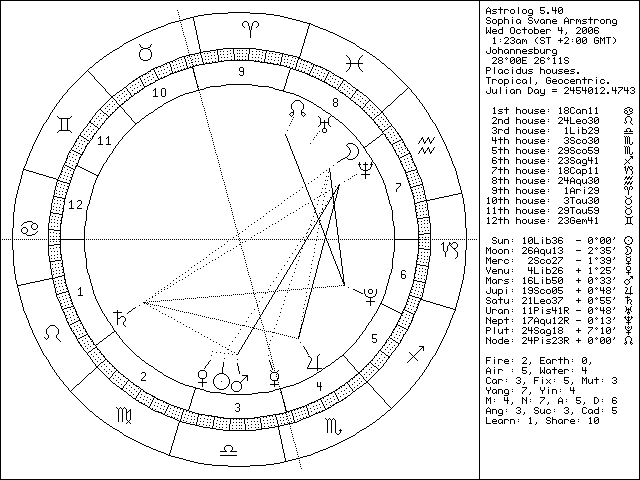 Astrolog 5.40
Sophia Svane Armstrong
Wed October 4, 2006
1:23am (ST +2:00 GMT)
Johannesburg
28°00E 26°11S
Placidus houses.
Tropical, Geocentric.
Julian Day = 2454012.4743
1st house: 18Can11 ♋
2nd house: 24Leo30 ♌
3rd house: 1Lib29 ♎
4th house: 3Sco30 ♏
5th house: 29Sco59 ♏
6th house: 23Sag41 ♐
7th house: 18Cap11 ♑
8th house: 24Aqu30 ♒
9th house: 1Ari29 ♈
10th house: 3Tau30 ♉
11th house: 29Tau59 ♉
12th house: 23Gem41 ♊
Sun: 10Lib36 - 0°00' ☉
Moon: 26Aqu13 - 2°35' ☽
Merc: 2Sco27 - 1°39' ☿
Venu: 4Lib26 + 1°25' ♀
Mars: 16Lib50 + 0°33' ♂
Jupi: 19Sco05 + 0°48' ♃
Satu: 21Leo37 + 0°55' ♄
Uran: 11Pis41R - 0°48' ♅
Nept: 17Aqu12R - 0°13' ♆
Plut: 24Sag18 + 7°10' ♇
Node: 24Pis23R + 0°00' ☊
Fire: 2, Earth: 0,
Air : 5, Water: 4
Car: 3, Fix: 5, Mut: 3
Yang: 7, Yin: 4
M: 4, N: 7, A: 5, D: 6
Ang: 3, Suc: 3, Cad: 5
Learn: 1, Share: 10
9
10
8
11
7
12
6
1
5
2
4
3